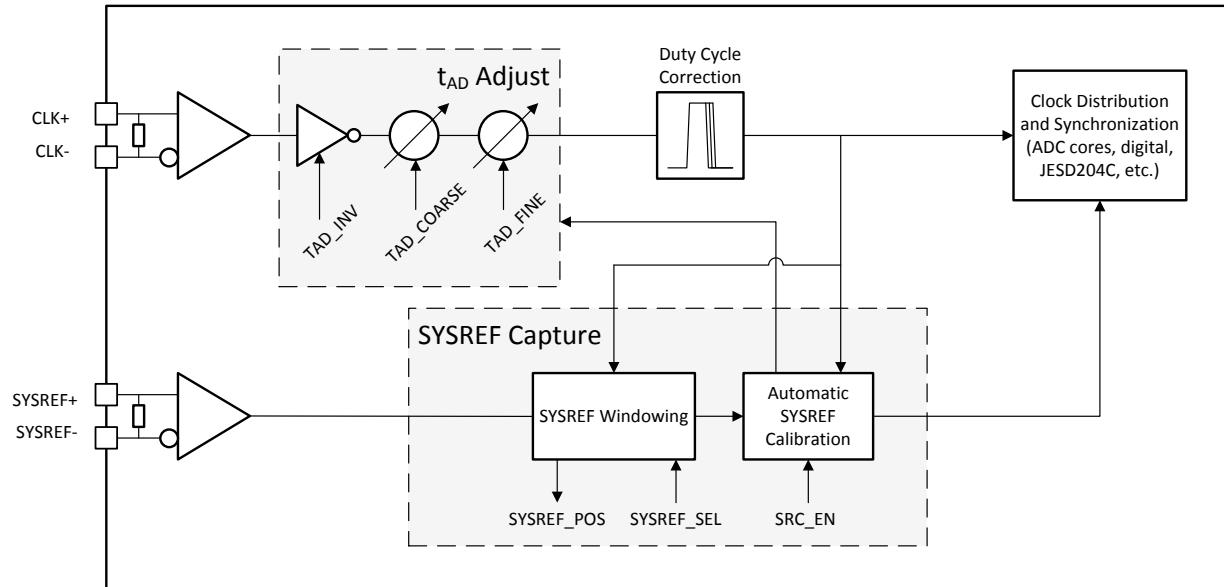 Duty Cycle
Correction
t_AD Adjust
CLK+
CLK-
Clock Distribution
and Synchronization
(ADC cores, digital,
JESD204C, etc.)
TAD_INV
TAD_COARSE
TAD_FINE
SYSREF Capture
SYSREF+
SYSREF-
SYSREF Windowing
Automatic
SYSREF
Calibration
SYSREF_POS
SYSREF_SEL
SRC_EN